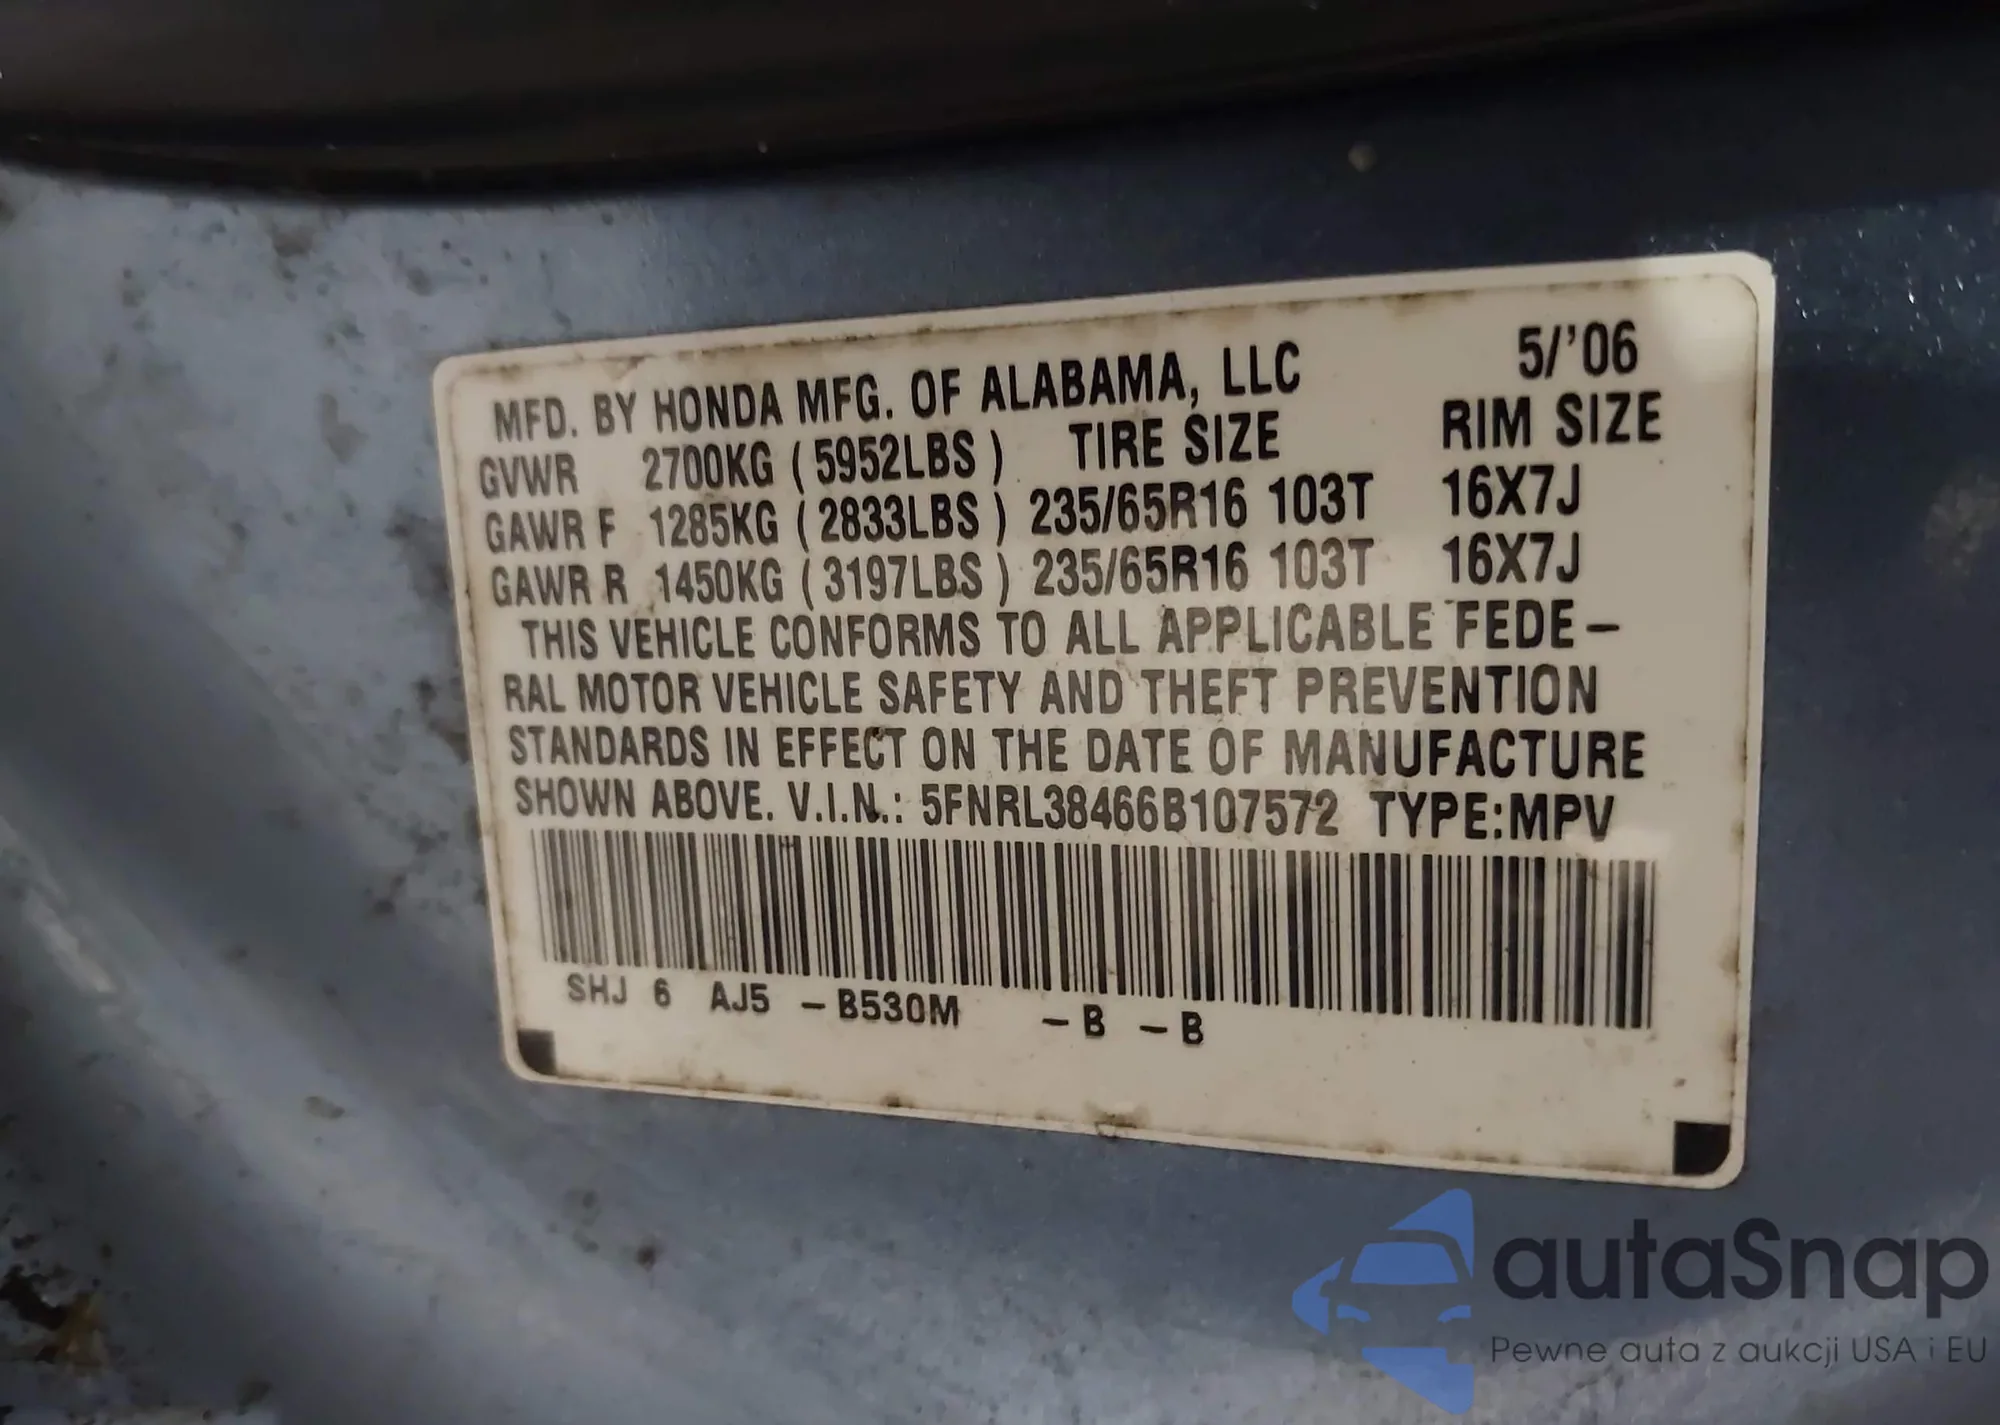 MFD. BY HONDA MFG. OF ALABAMA, LLC 5/'06
GVWR 2700KG (5952LBS) TIRE SIZE RIM SIZE
GAWR F 1285KG (2833LBS) 235/65R16 103T 16X7J
GAWR R 1450KG (3197LBS) 235/65R16 103T 16X7J
THIS VEHICLE CONFORMS TO ALL APPLICABLE FEDE-
RAL MOTOR VEHICLE SAFETY AND THEFT PREVENTION
STANDARDS IN EFFECT ON THE DATE OF MANUFACTURE
SHOWN ABOVE. V.I.N.: 5FNRL38466B107572 TYPE:MPV
SHJ 6 AJ5 -B530M -B -B
autaSnap
Pewne auta z aukcji USA i EU